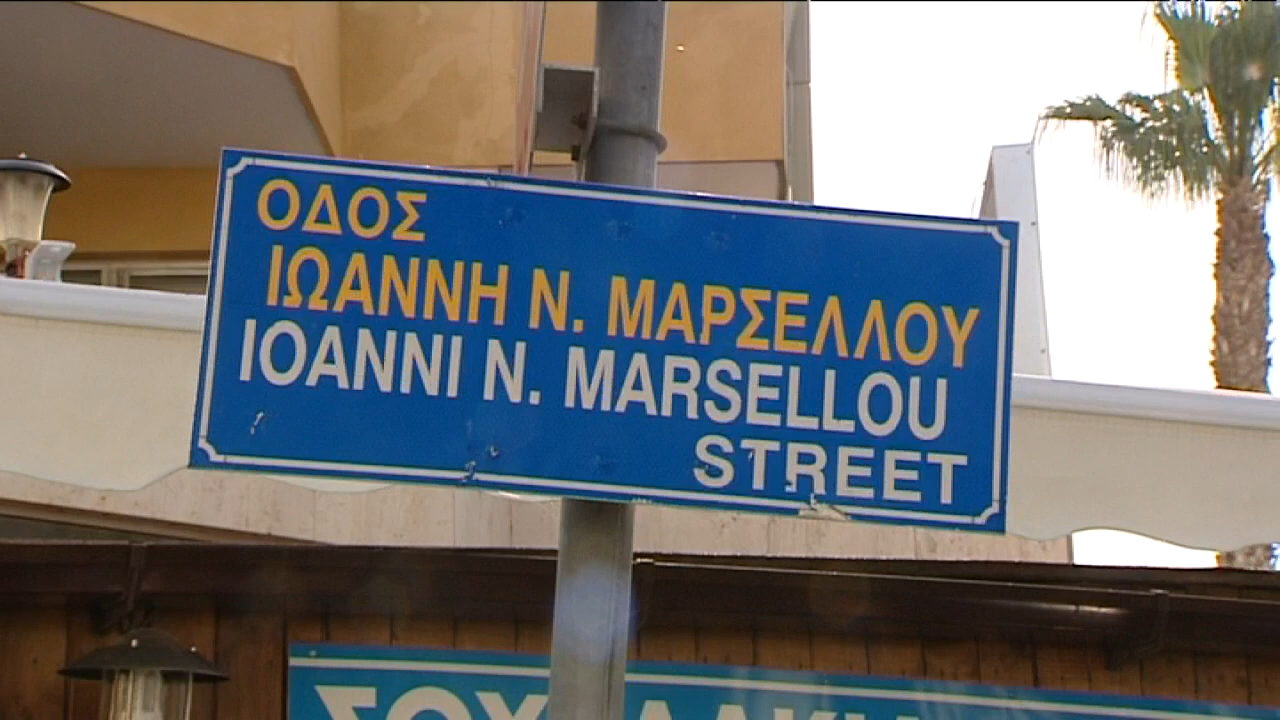 ΟΔΟΣ
ΙΩΑΝΝΗ Ν. ΜΑΡΣΕΛΛΟΥ
IOANNI N. MARSELLOU
STREET